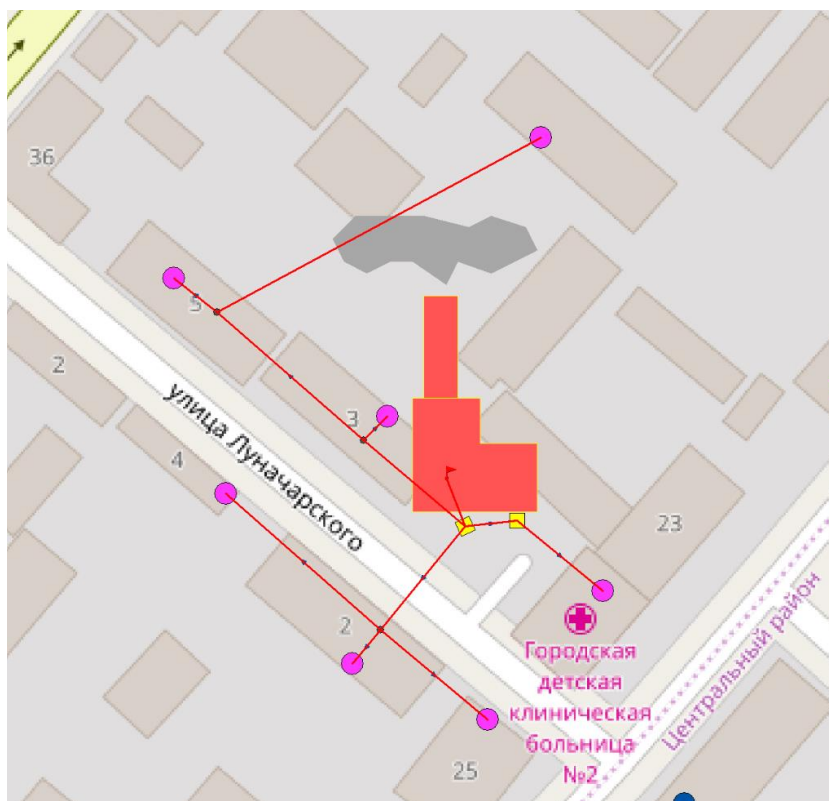 36
5
2
3
улица Луначарского
4
23
2
Городская
детская
клиническая
больница
№2
Центральный район
25